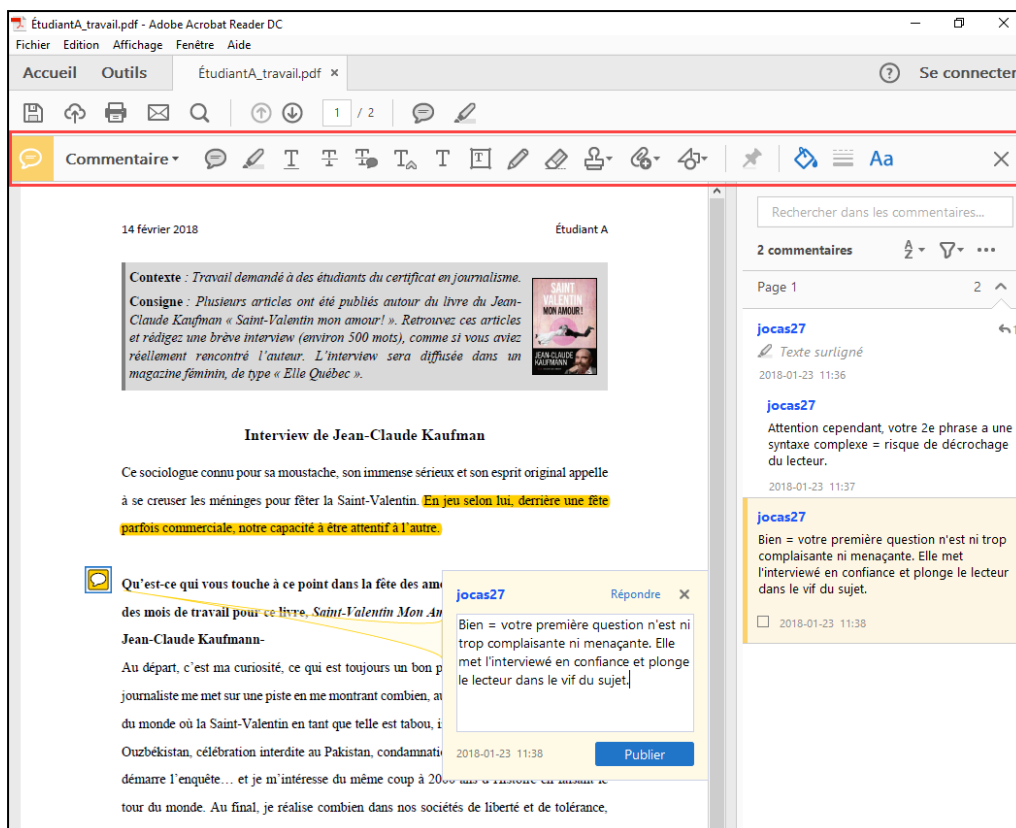 ÉtudiantA_travail.pdf - Adobe Acrobat Reader DC
Fichier Edition Affichage Fenêtre Aide
Accueil Outils ÉtudiantA_travail.pdf × ? Se connecter
1 / 2
Commentaire
14 février 2018 Étudiant A
Contexte : Travail demandé à des étudiants du certificat en journalisme.
Consigne : Plusieurs articles ont été publiés autour du livre du Jean-
Claude Kaufman « Saint-Valentin mon amour! ». Retrouvez ces articles
et rédigez une brève interview (environ 500 mots), comme si vous aviez
réellement rencontré l'auteur. L'interview sera diffusée dans un
magazine féminin, de type « Elle Québec ».
SAINT
VALENTIN
MON AMOUR!
JEAN-CLAUDE
KAUFMANN
Interview de Jean-Claude Kaufman
Ce sociologue connu pour sa moustache, son immense sérieux et son esprit original appelle
à se creuser les méninges pour fêter la Saint-Valentin. En jeu selon lui, derrière une fête
parfois commerciale, notre capacité à être attentif à l'autre.
Qu'est-ce qui vous touche à ce point dans la fête des am
des mois de travail pour ce livre, Saint-Valentin Mon Am
Jean-Claude Kaufmann-
Au départ, c'est ma curiosité, ce qui est toujours un bon p
journaliste me met sur une piste en me montrant combien, au
du monde où la Saint-Valentin en tant que telle est tabou, i
Ouzbékistan, célébration interdite au Pakistan, condamnati
démarre l'enquête… et je m'intéresse du même coup à 2000 ans d'histoire en faisant le
tour du monde. Au final, je réalise combien dans nos sociétés de liberté et de tolérance,
jocas27 Répondre ×
Bien = votre première question n'est ni
trop complaisante ni menaçante. Elle
met l'interviewé en confiance et plonge
le lecteur dans le vif du sujet.
2018-01-23 11:38 Publier
Rechercher dans les commentaires...
2 commentaires
Page 1 2
jocas27 1
Texte surligné
2018-01-23 11:36
jocas27
Attention cependant, votre 2e phrase a une
syntaxe complexe = risque de décrochage
du lecteur.
2018-01-23 11:37
jocas27
Bien = votre première question n'est ni trop
complaisante ni menaçante. Elle met
l'interviewé en confiance et plonge le lecteur
dans le vif du sujet.
2018-01-23 11:38